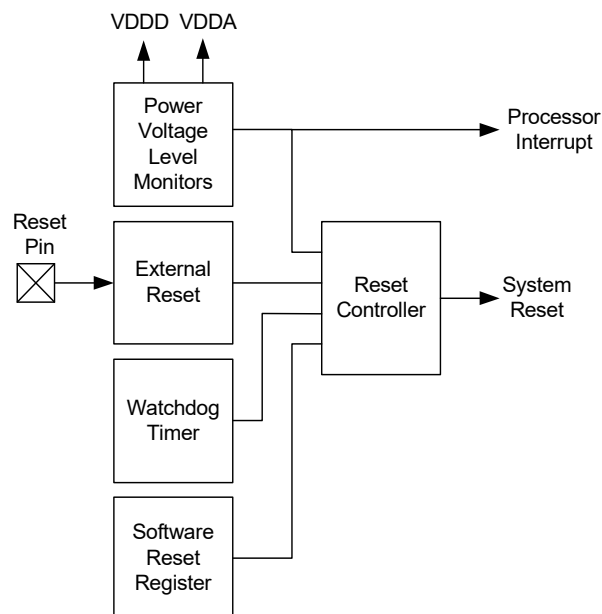 VDDD VDDA
Power
Voltage
Level
Monitors
Processor
Interrupt
Reset
Pin
External
Reset
Reset
Controller
System
Reset
Watchdog
Timer
Software
Reset
Register